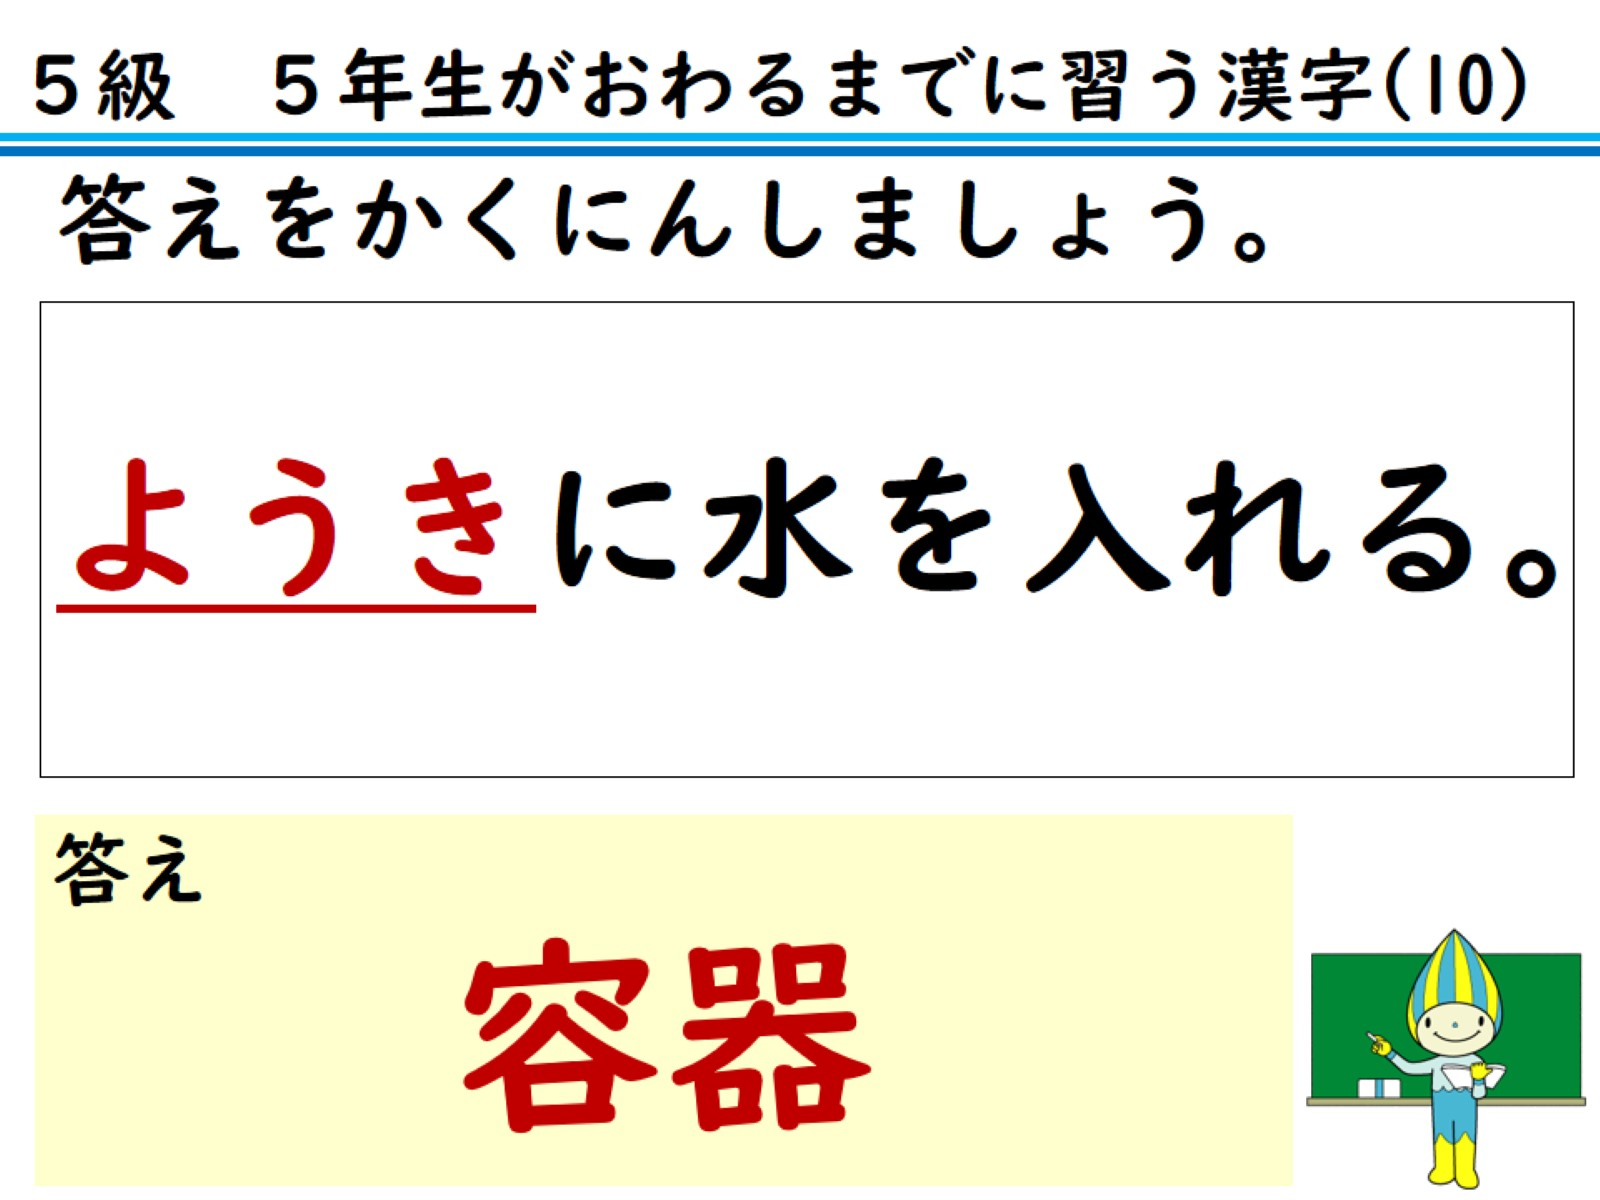 ５級　５年生がおわるまでに習う漢字(10)
答えをかくにんしましょう。
ようきに水を入れる。
答え
容器